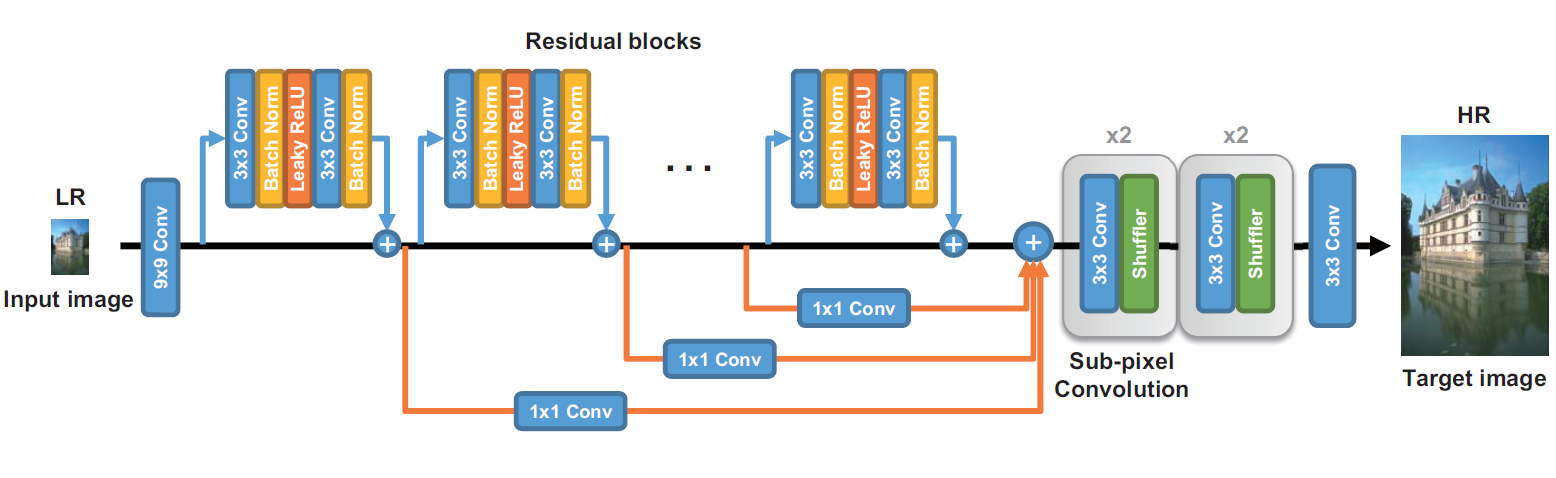 Residual blocks
3x3 Conv
Batch Norm
Leaky ReLU
3x3 Conv
Batch Norm
3x3 Conv
Batch Norm
Leaky ReLU
3x3 Conv
Batch Norm
. . .
3x3 Conv
Batch Norm
Leaky ReLU
3x3 Conv
Batch Norm
LR
Input image
9x9 Conv
+
+
+
+
1x1 Conv
1x1 Conv
1x1 Conv
x2
3x3 Conv
Shuffler
x2
3x3 Conv
Shuffler
Sub-pixel
Convolution
3x3 Conv
HR
Target image